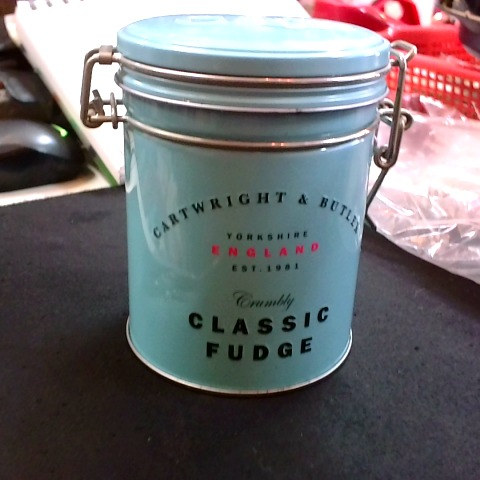 CARTWRIGHT & BUTLER
YORKSHIRE
ENGLAND
EST. 1981
Crumbly
CLASSIC
FUDGE